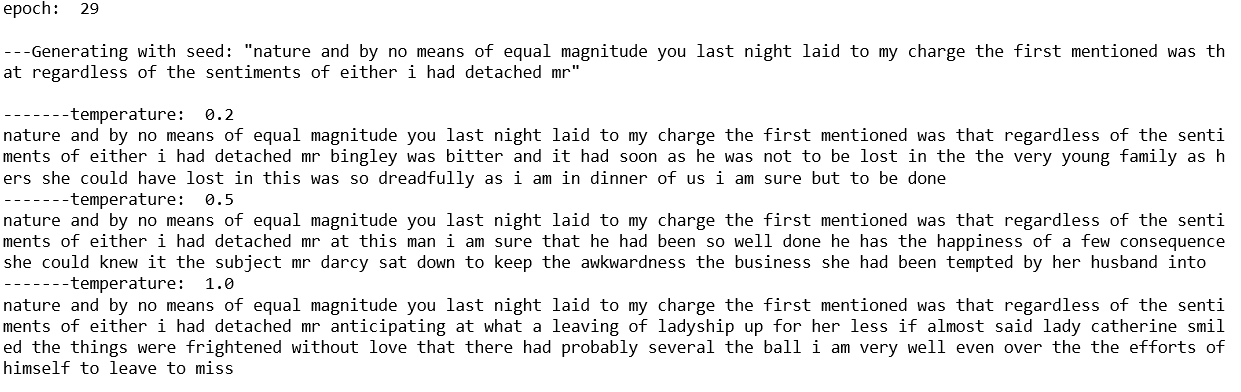 epoch:  29
---Generating with seed: "nature and by no means of equal magnitude you last night laid to my charge the first mentioned was th
at regardless of the sentiments of either i had detached mr"
-------temperature:  0.2
nature and by no means of equal magnitude you last night laid to my charge the first mentioned was that regardless of the senti
ments of either i had detached mr bingley was bitter and it had soon as he was not to be lost in the the very young family as h
ers she could have lost in this was so dreadfully as i am in dinner of us i am sure but to be done
-------temperature:  0.5
nature and by no means of equal magnitude you last night laid to my charge the first mentioned was that regardless of the senti
ments of either i had detached mr at this man i am sure that he had been so well done he has the happiness of a few consequence
she could knew it the subject mr darcy sat down to keep the awkwardness the business she had been tempted by her husband into
-------temperature:  1.0
nature and by no means of equal magnitude you last night laid to my charge the first mentioned was that regardless of the senti
ments of either i had detached mr anticipating at what a leaving of ladyship up for her less if almost said lady catherine smil
ed the things were frightened without love that there had probably several the ball i am very well even over the the efforts of
himself to leave to miss